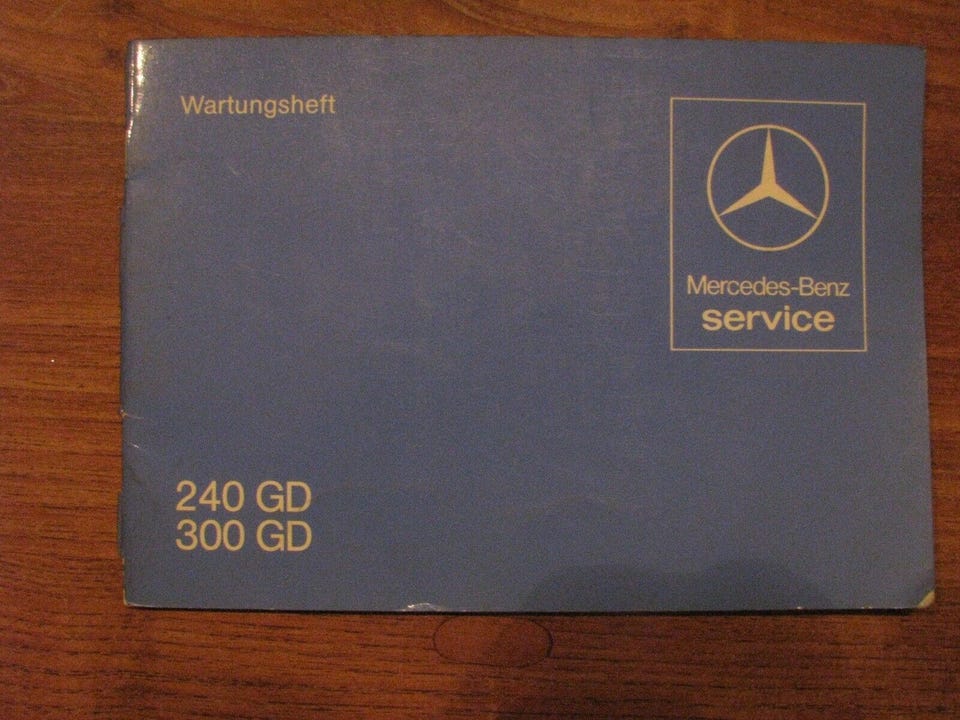 Wartungsheft
Mercedes-Benz
service
240 GD
300 GD